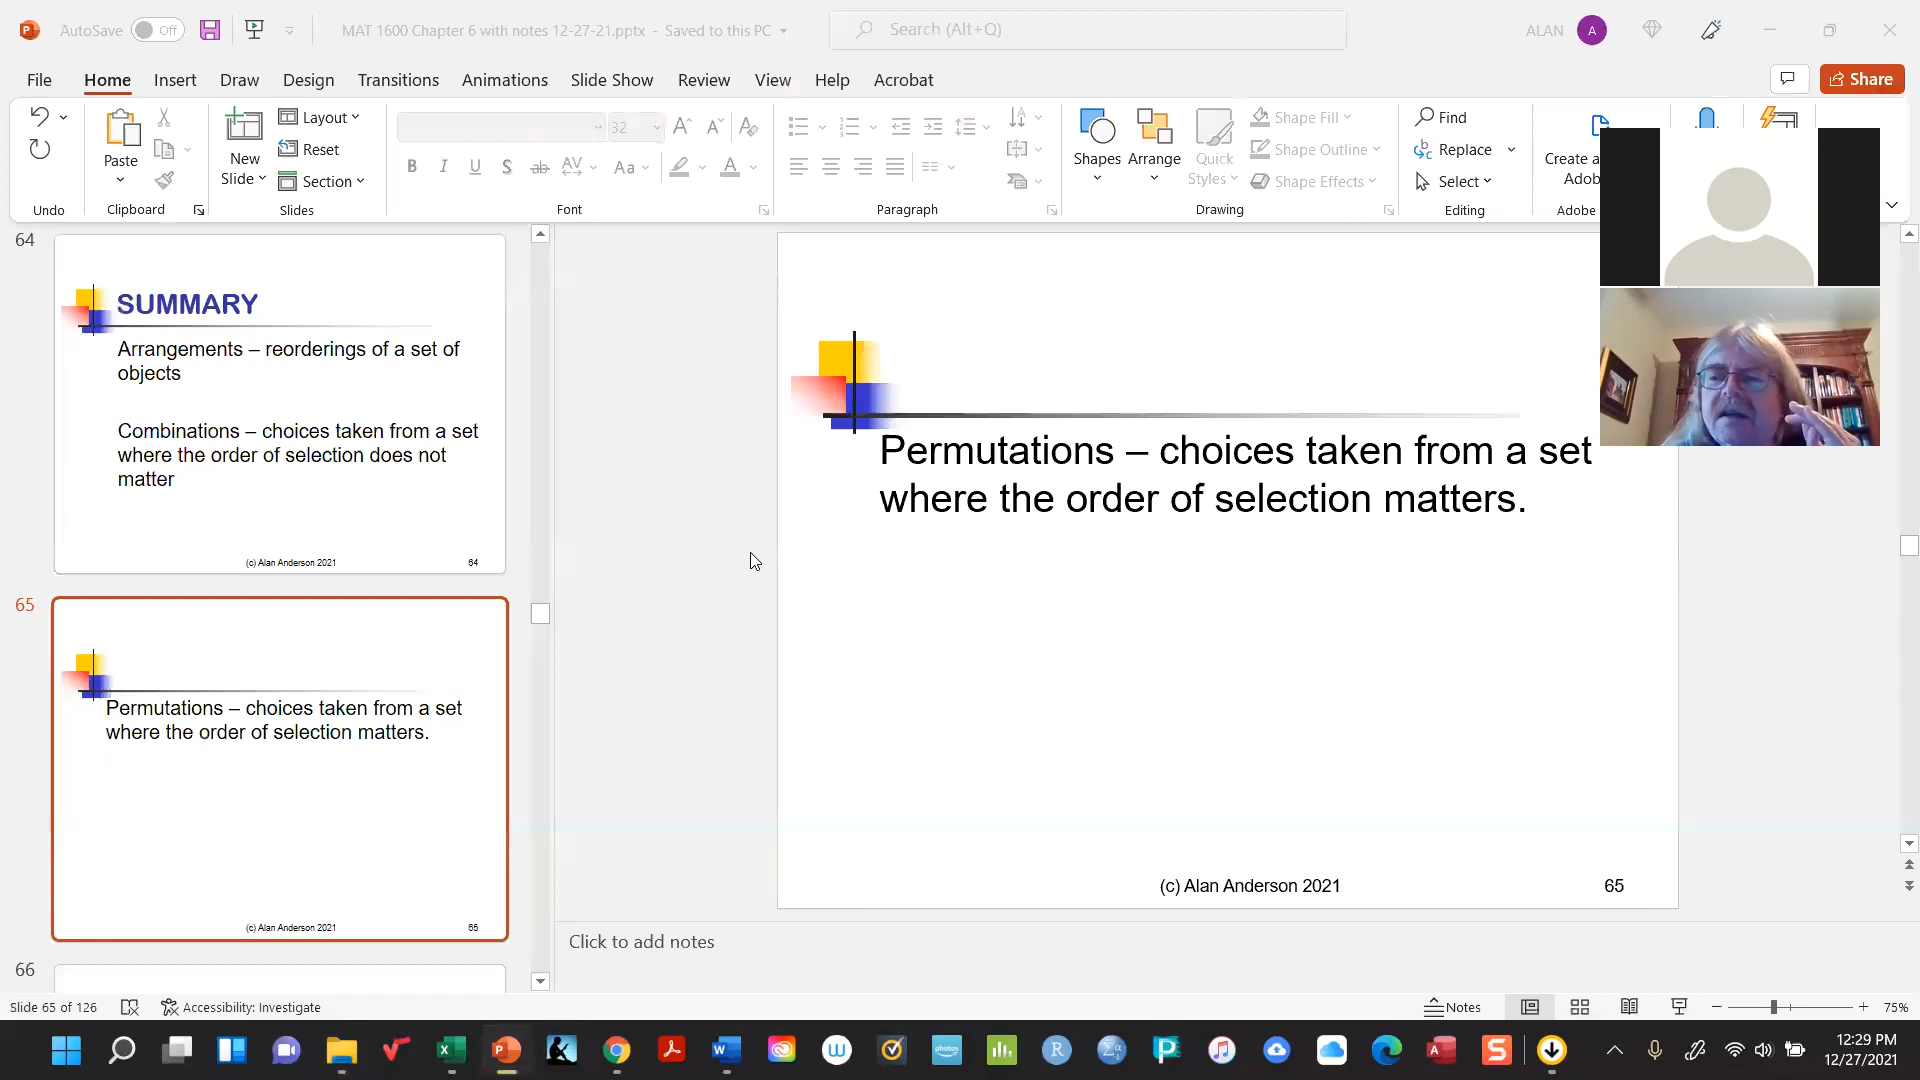 AutoSave Off
MAT 1600 Chapter 6 with notes 12-27-21.pptx - Saved to this PC
Search (Alt+Q)
ALAN A
File Home Insert Draw Design Transitions Animations Slide Show Review View Help Acrobat
Share
Undo
Paste
Clipboard
New
Slide
Layout
Reset
Section
Slides
32
Font
Paragraph
Shapes
Arrange
Quick
Styles
Shape Fill
Shape Outline
Shape Effects
Drawing
Find
Replace
Select
Editing
Create a
Adob
Adobe
64
SUMMARY
Arrangements – reorderings of a set of
objects
Combinations – choices taken from a set
where the order of selection does not
matter
(c) Alan Anderson 2021
64
65
Permutations – choices taken from a set
where the order of selection matters.
(c) Alan Anderson 2021
65
66
Permutations – choices taken from a set
where the order of selection matters.
(c) Alan Anderson 2021
65
Click to add notes
Slide 65 of 126
Accessibility: Investigate
Notes
75%
12:29 PM
12/27/2021